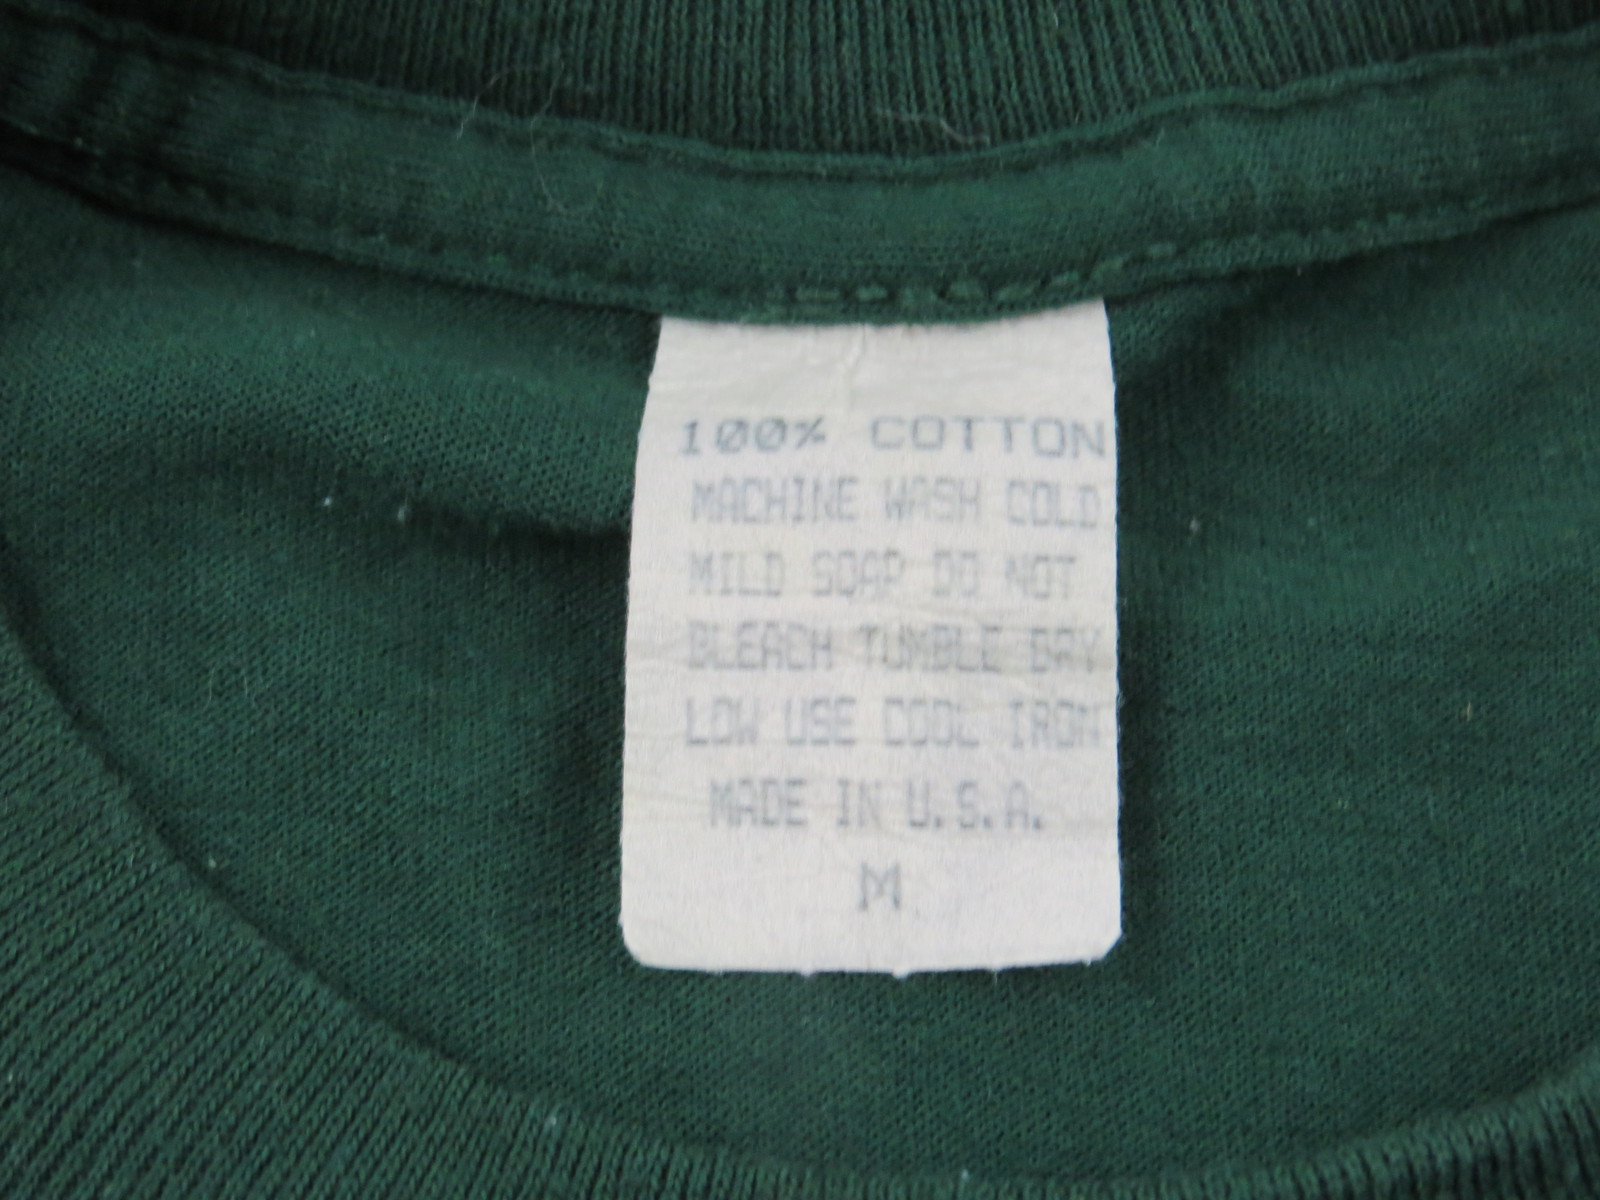 100% COTTON
MACHINE WASH COLD
MILD SOAP DO NOT
BLEACH TUMBLE DRY
LOW USE COOL IRON
MADE IN U.S.A.
M